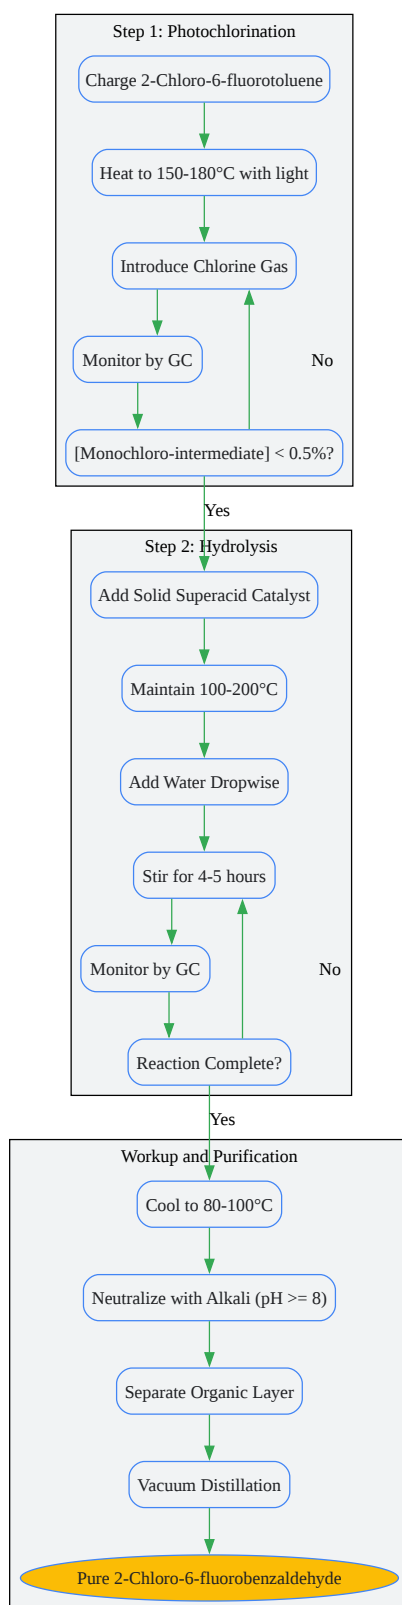 Step 1: Photochlorination
Charge 2-Chloro-6-fluorotoluene
Heat to 150-180°C with light
Introduce Chlorine Gas
Monitor by GC
No
[Monochloro-intermediate] < 0.5%?
Yes
Step 2: Hydrolysis
Add Solid Superacid Catalyst
Maintain 100-200°C
Add Water Dropwise
Stir for 4-5 hours
Monitor by GC
No
Reaction Complete?
Yes
Workup and Purification
Cool to 80-100°C
Neutralize with Alkali (pH >= 8)
Separate Organic Layer
Vacuum Distillation
Pure 2-Chloro-6-fluorobenzaldehyde